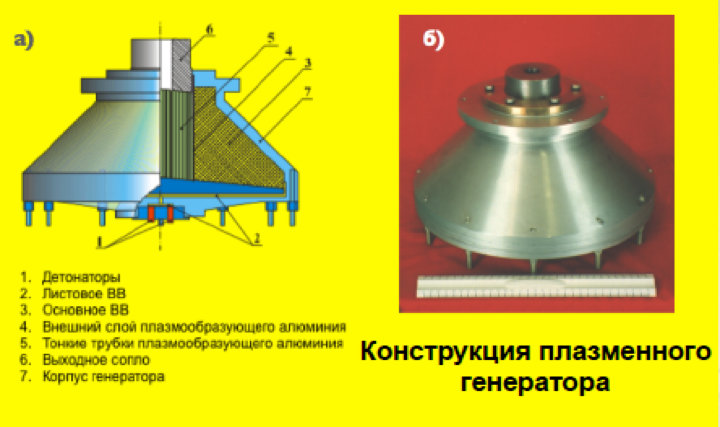 а)
б)
6
5
4
3
7
1
2
1. Детонаторы
2. Листовое ВВ
3. Основное ВВ
4. Внешний слой плазмообразующего алюминия
5. Тонкие трубки плазмообразующего алюминия
6. Выходное сопло
7. Корпус генератора
Конструкция плазменного
генератора